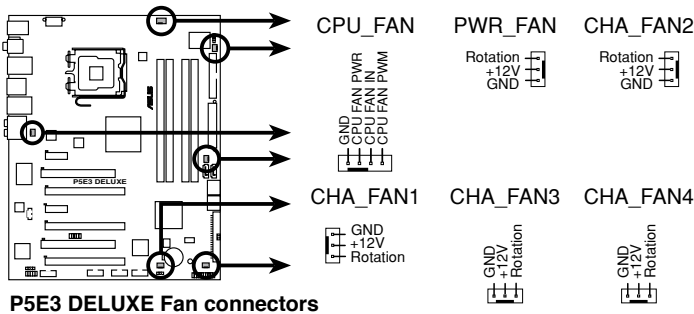 CPU_FAN
GND
CPU FAN PWR
CPU FAN IN
CPU FAN PWM
PWR_FAN
Rotation
+12V
GND
CHA_FAN2
Rotation
+12V
GND
ASUS
P5E3 DELUXE
CHA_FAN1
GND
+12V
Rotation
CHA_FAN3
GND
+12V
Rotation
CHA_FAN4
GND
+12V
Rotation
P5E3 DELUXE Fan connectors